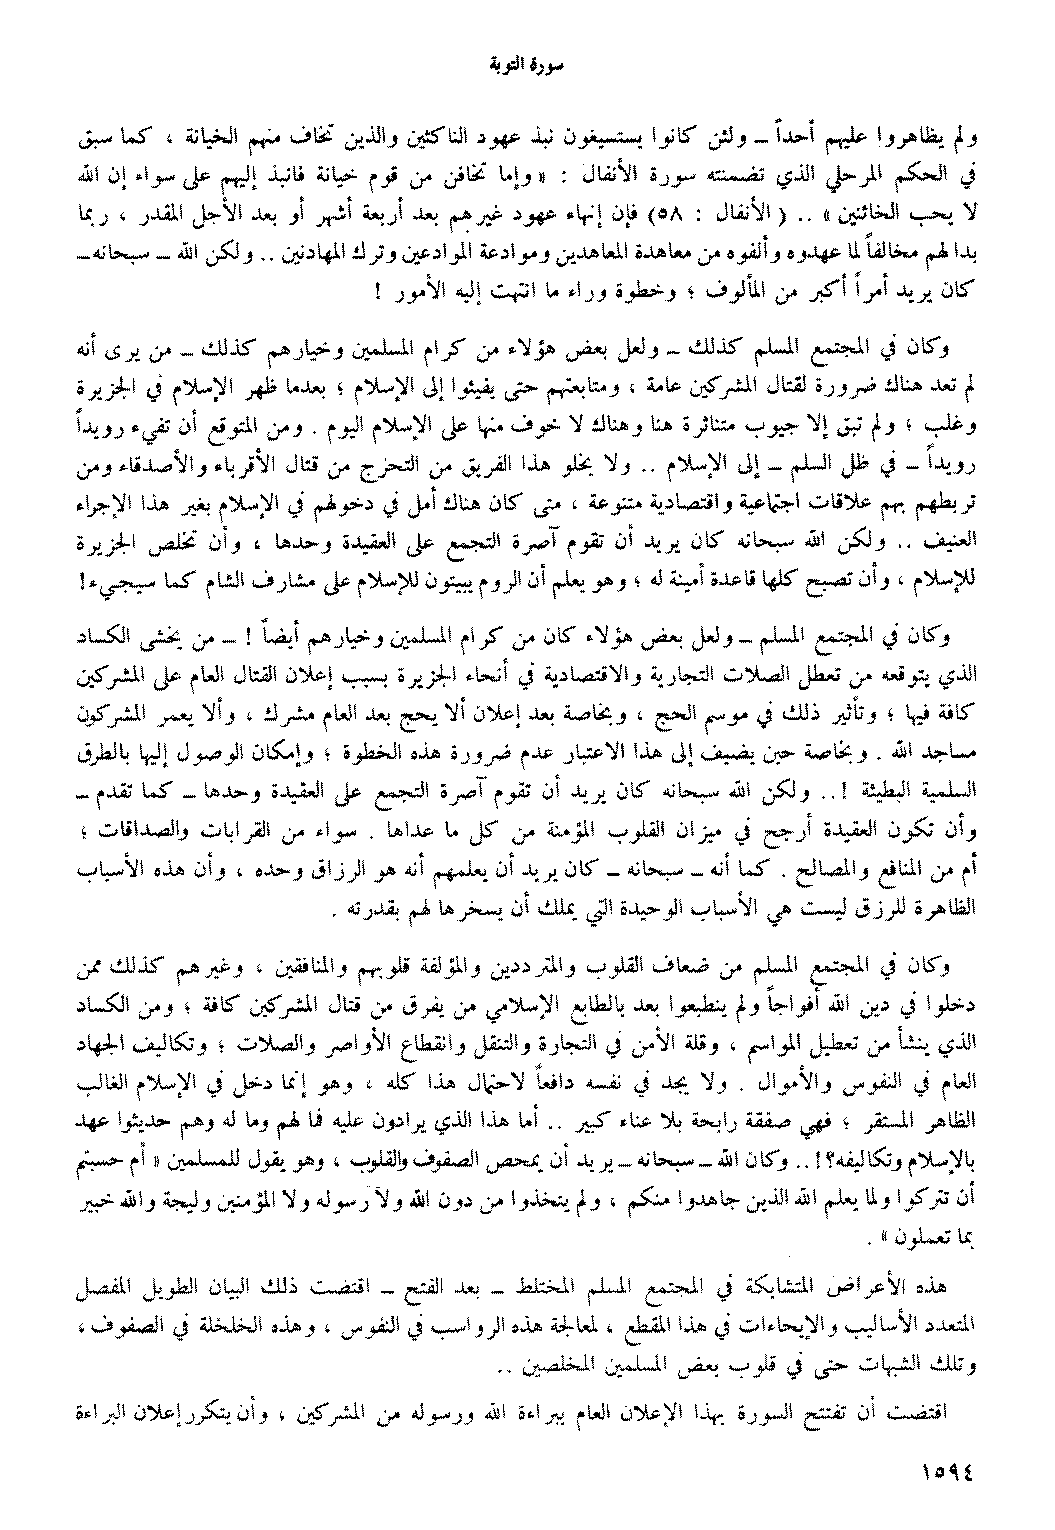 سورة التوبة
ولم يظاهروا عليهم أحداً ــ ولئن كانوا يستسيغون نبذ عهود الناكثين والذين تخاف منهم الخيانة ، كما سبق
في الحكم المرحلي الذي تضمنته سورة الأنفال : « وإما تخافن من قوم خيانة فانبذ إليهم على سواء إن الله
لا يحب الخائنين » .. ( الأنفال : ٥٨) فإن إنهاء عهود غيرهم بعد أربعة أشهر أو بعد الأجل المقدر ، ربما
بدا لهم مخالفاً لما عهدوه وألفوه من معاهدة المعاهدين وموادعة الموادعين وترك المهادنين .. ولكن الله ــ سبحانه ــ
كان يريد أمراً أكبر من المألوف ؛ وخطوة وراء ما انتهت إليه الأمور !
وكان في المجتمع المسلم كذلك ــ ولعل بعض هؤلاء من كرام المسلمين وخيارهم كذلك ــ من يرى أنه
لم تعد هناك ضرورة لقتال المشركين عامة ، ومتابعتهم حتى يفيئوا إلى الإسلام ؛ بعدما ظهر الإسلام في الجزيرة
وغلب ؛ ولم تبق إلا جيوب متناثرة هنا وهناك لا خوف منها على الإسلام اليوم . ومن المتوقع أن تفيء رويداً
رويداً ــ في ظل السلم ــ إلى الإسلام .. ولا يخلو هذا الفريق من التحرج من قتال الأقرباء والأصدقاء ومن
تربطهم بهم علاقات اجتماعية واقتصادية متنوعة ، متى كان هناك أمل في دخولهم في الإسلام بغير هذا الإجراء
العنيف .. ولكن الله سبحانه كان يريد أن تقوم آصرة التجمع على العقيدة وحدها ، وأن تخلص الجزيرة
للإسلام ، وأن تصبح كلها قاعدة أمينة له ؛ وهو يعلم أن الروم يبيتون للإسلام على مشارف الشام كما سيجيء!
وكان في المجتمع المسلم ــ ولعل بعض هؤلاء كان من كرام المسلمين وخيارهم أيضاً ! ــ من يخشى الكساد
الذي يتوقعه من تعطل الصلات التجارية والاقتصادية في أنحاء الجزيرة بسبب إعلان القتال العام على المشركين
كافة فيها ؛ وتأثير ذلك في موسم الحج ، وبخاصة بعد إعلان ألا يحج بعد العام مشرك ، وألا يعمر المشركون
مساجد الله . وبخاصة حين يضيف إلى هذا الاعتبار عدم ضرورة هذه الخطوة ؛ وإمكان الوصول إليها بالطرق
السلمية البطيئة !.. ولكن الله سبحانه كان يريد أن تقوم آصرة التجمع على العقيدة وحدها ــ كما تقدم ــ
وأن تكون العقيدة أرجح في ميزان القلوب المؤمنة من كل ما عداها . سواء من القرابات والصداقات ؛
أم من المنافع والمصالح . كما أنه ــ سبحانه ــ كان يريد أن يعلمهم أنه هو الرزاق وحده ، وأن هذه الأسباب
الظاهرة للرزق ليست هي الأسباب الوحيدة التي يملك أن يسخرها لهم بقدرته .
وكان في المجتمع المسلم من ضعاف القلوب والمترددين والمؤلفة قلوبهم والمنافقين ، وغيرهم كذلك ممن
دخلوا في دين الله أفواجاً ولم ينطبعوا بعد بالطابع الإسلامي من يفرق من قتال المشركين كافة ؛ ومن الكساد
الذي ينشأ من تعطيل المواسم ، وقلة الأمن في التجارة والتنقل وانقطاع الأواصر والصلات ؛ وتكاليف الجهاد
العام في النفوس والأموال . ولا يجد في نفسه دافعاً لاحتمال هذا كله ، وهو إنما دخل في الإسلام الغالب
الظاهر المستقر ؛ فهي صفقة رابحة بلا عناء كبير .. أما هذا الذي يرادون عليه فما لهم وما له وهم حديثوا عهد
بالإسلام وتكاليفه؟!.. وكان الله ــ سبحانه ــ يريد أن يمحص الصفوف والقلوب ، وهو يقول للمسلمين « أم حسبتم
أن تتركوا ولما يعلم الله الذين جاهدوا منكم ، ولم يتخذوا من دون الله ولا رسوله ولا المؤمنين وليجة والله خبير
بما تعملون » .
هذه الأعراض المتشابكة في المجتمع المسلم المختلط ــ بعد الفتح ــ اقتضت ذلك البيان الطويل المفصل
المتعدد الأساليب والإيحاءات في هذا المقطع ، لمعالجة هذه الرواسب في النفوس ، وهذه الخلخلة في الصفوف ،
وتلك الشبهات حتى في قلوب بعض المسلمين المخلصين ..
اقتضت أن تفتتح السورة بهذا الإعلان العام ببراءة الله ورسوله من المشركين ، وأن يتكرر إعلان البراءة
١٥٩٤